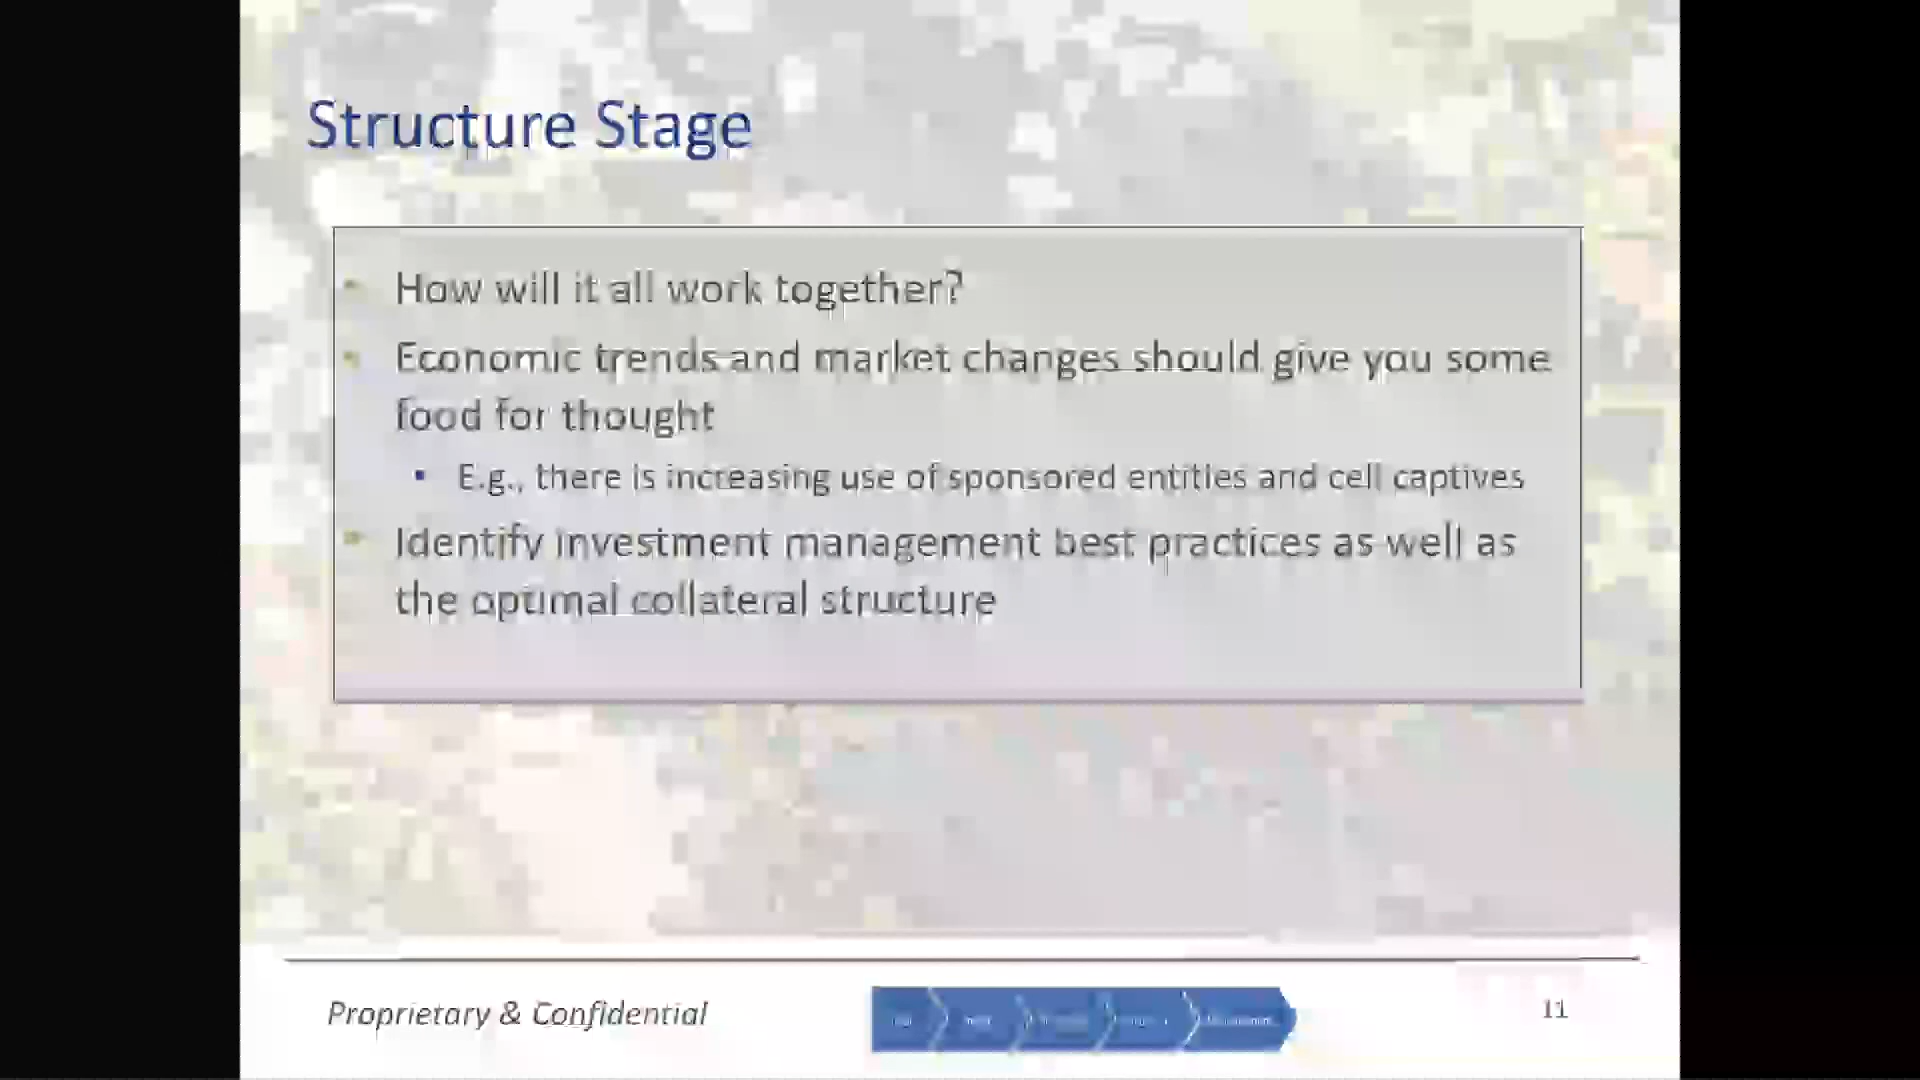 Structure Stage
How will it all work together?
Economic trends and market changes should give you some
food for thought
E.g., there is increasing use of sponsored entities and cell captives
Identify investment management best practices as well as
the optimal collateral structure
Proprietary & Confidential
11